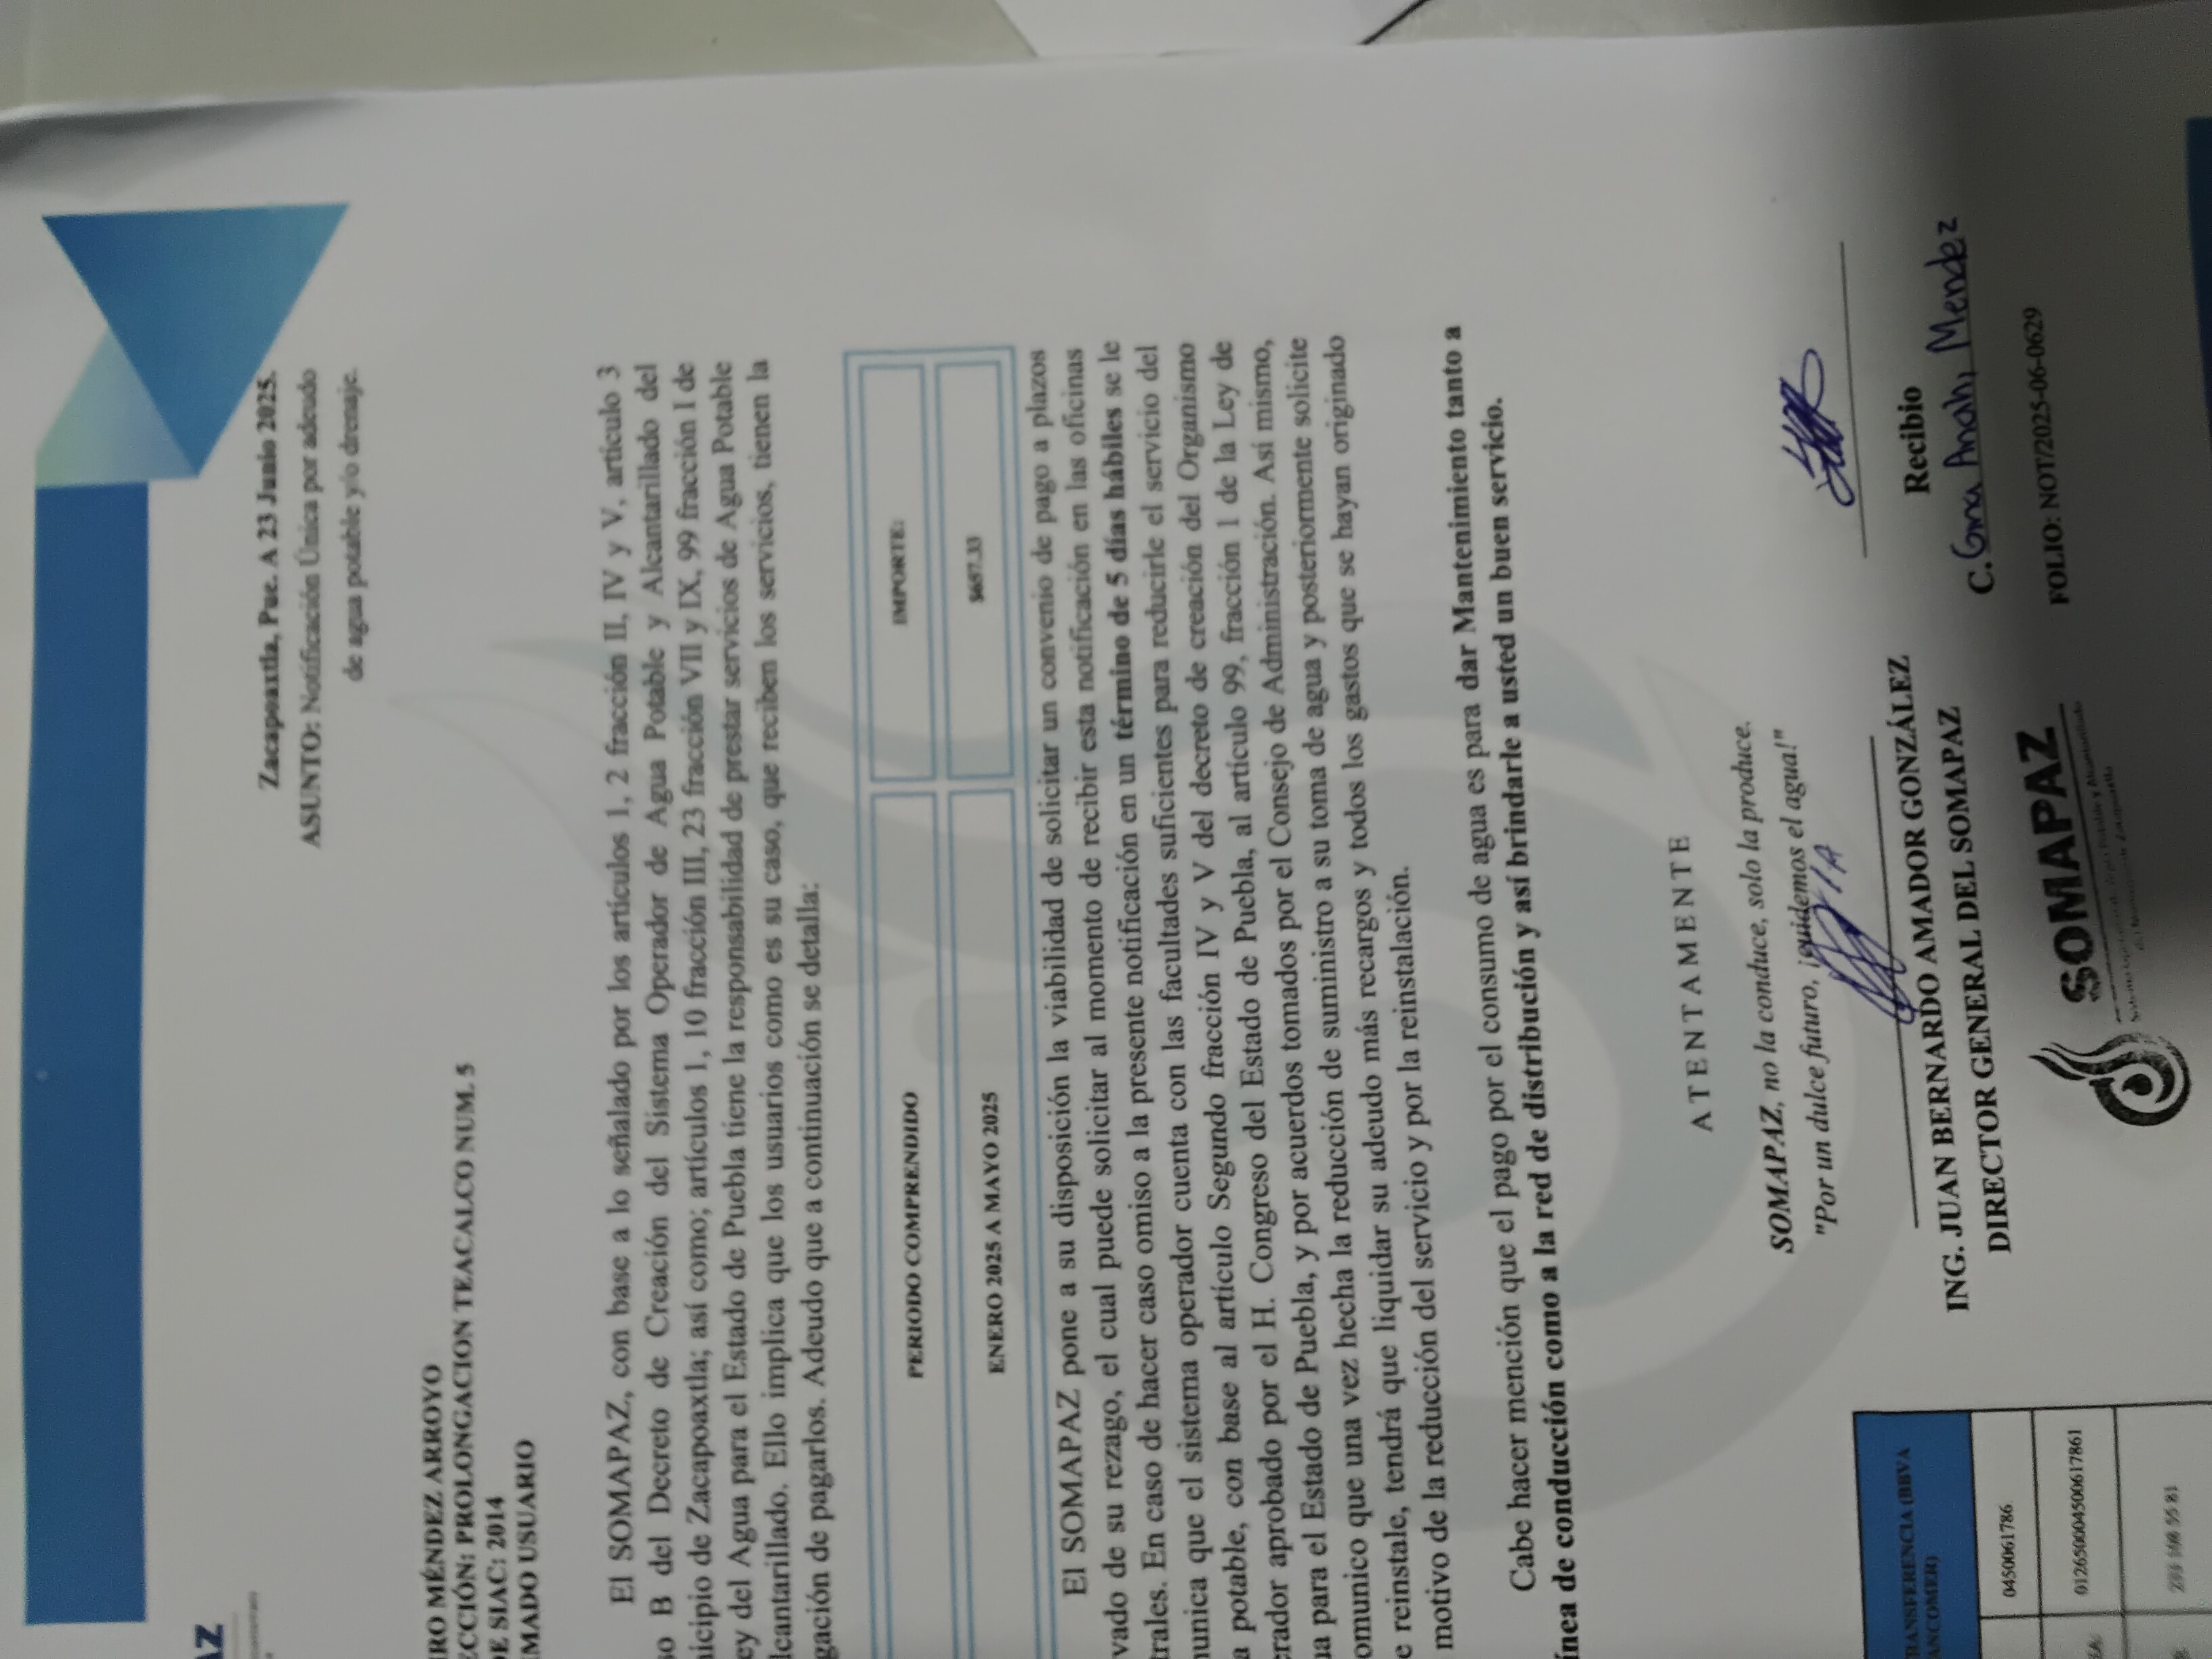 AZ
Zacapoaxtla, Pue. A 23 Junio 2025.
ASUNTO: Notificación Única por adeudo
de agua potable y/o drenaje.
IRO MÉNDEZ ARROYO
ECCIÓN: PROLONGACION TEACALCO NUM. 5
DE SIAC: 2014
IMADO USUARIO
El SOMAPAZ, con base a lo señalado por los artículos 1, 2 fracción II, IV y V, artículo 3
so B del Decreto de Creación del Sistema Operador de Agua Potable y Alcantarillado del
nicipio de Zacapoaxtla; así como; artículos 1, 10 fracción III, 23 fracción VII y IX, 99 fracción I de
ey del Agua para el Estado de Puebla tiene la responsabilidad de prestar servicios de Agua Potable
lcantarillado. Ello implica que los usuarios como es su caso, que reciben los servicios, tienen la
gación de pagarlos. Adeudo que a continuación se detalla:
PERIODO COMPRENDIDO IMPORTE:
ENERO 2025 A MAYO 2025 $657.33
El SOMAPAZ pone a su disposición la viabilidad de solicitar un convenio de pago a plazos
vado de su rezago, el cual puede solicitar al momento de recibir esta notificación en las oficinas
trales. En caso de hacer caso omiso a la presente notificación en un término de 5 días hábiles se le
unica que el sistema operador cuenta con las facultades suficientes para reducirle el servicio del
a potable, con base al artículo Segundo fracción IV y V del decreto de creación del Organismo
erador aprobado por el H. Congreso del Estado de Puebla, al artículo 99, fracción 1 de la Ley de
ua para el Estado de Puebla, y por acuerdos tomados por el Consejo de Administración. Así mismo,
omunico que una vez hecha la reducción de suministro a su toma de agua y posteriormente solicite
e reinstale, tendrá que liquidar su adeudo más recargos y todos los gastos que se hayan originado
motivo de la reducción del servicio y por la reinstalación.
Cabe hacer mención que el pago por el consumo de agua es para dar Mantenimiento tanto a
ínea de conducción como a la red de distribución y así brindarle a usted un buen servicio.
ATENTAMENTE
SOMAPAZ, no la conduce, solo la produce.
"Por un dulce futuro, ¡cuidemos el agua!"
ING. JUAN BERNARDO AMADOR GONZÁLEZ
DIRECTOR GENERAL DEL SOMAPAZ
Recibio
C. Gma Anahi Mendez
FOLIO: NOT/2025-06-0629
SOMAPAZ
TRANSFERENCIA (BBVA
ANCOMER)
0450061786
012650004500617861